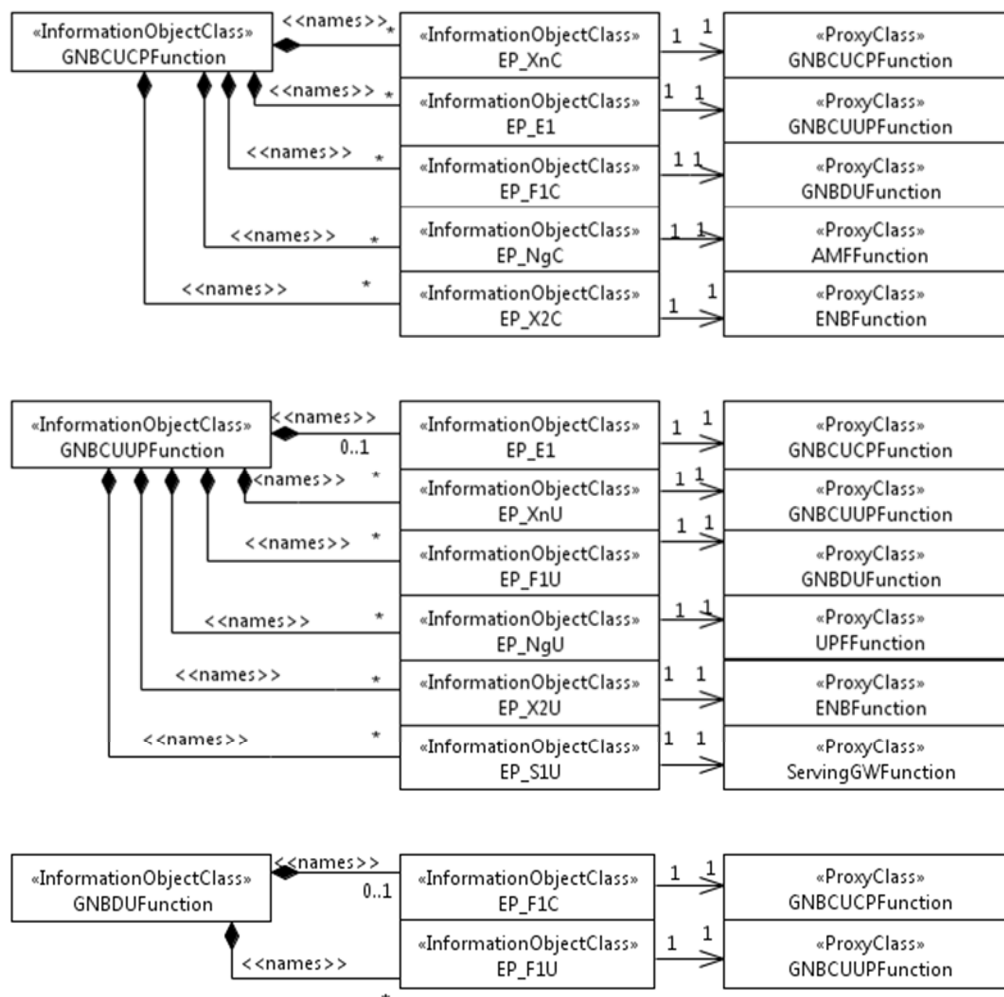 «InformationObjectClass»
GNBCUCPFunction
<<names>>
*
«InformationObjectClass»
EP_XnC
1 1
«ProxyClass»
GNBCUCPFunction
<<names>> *
«InformationObjectClass»
EP_E1
1 1
«ProxyClass»
GNBCUUPFunction
<<names>> *
«InformationObjectClass»
EP_F1C
1 1
«ProxyClass»
GNBDUFunction
<<names>> *
«InformationObjectClass»
EP_NgC
1 1
«ProxyClass»
AMFFunction
<<names>> *
«InformationObjectClass»
EP_X2C
1 1
«ProxyClass»
ENBFunction
«InformationObjectClass»
GNBCUUPFunction
<<names>>
0..1
«InformationObjectClass»
EP_E1
1 1
«ProxyClass»
GNBCUCPFunction
<names>> *
«InformationObjectClass»
EP_XnU
1 1
«ProxyClass»
GNBCUUPFunction
<<names>> *
«InformationObjectClass»
EP_F1U
1 1
«ProxyClass»
GNBDUFunction
<<names>> *
«InformationObjectClass»
EP_NgU
1 1
«ProxyClass»
UPFFunction
<<names>> *
«InformationObjectClass»
EP_X2U
1 1
«ProxyClass»
ENBFunction
<<names>> *
«InformationObjectClass»
EP_S1U
1 1
«ProxyClass»
ServingGWFunction
«InformationObjectClass»
GNBDUFunction
<<names>>
0..1
«InformationObjectClass»
EP_F1C
1 1
«ProxyClass»
GNBCUCPFunction
<<names>>
*
«InformationObjectClass»
EP_F1U
1 1
«ProxyClass»
GNBCUUPFunction